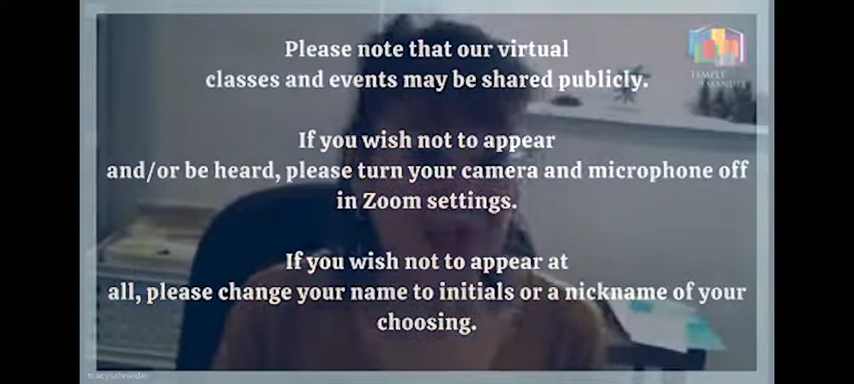 Please note that our virtual
classes and events may be shared publicly.
If you wish not to appear
and/or be heard, please turn your camera and microphone off
in Zoom settings.
If you wish not to appear at
all, please change your name to initials or a nickname of your
choosing.
TEMPLE
tracyschneider